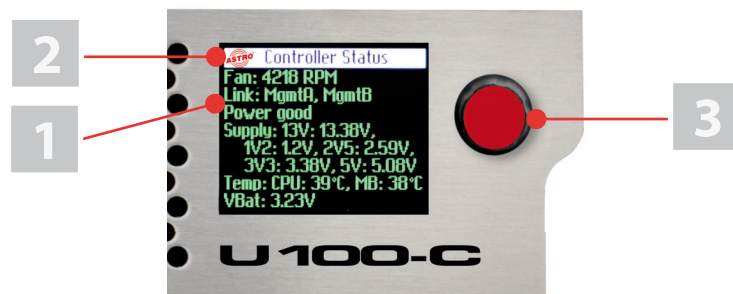 2
ASTRO Controller Status
Fan: 4218 RPM
1
Link: MgmtA, MgmtB
Power good
Supply: 13V: 13.38V,
1V2: 1.2V, 2V5: 2.59V,
3V3: 3.38V, 5V: 5.08V
Temp: CPU: 39°C, MB: 38°C
VBat: 3.23V
3
U 100-C